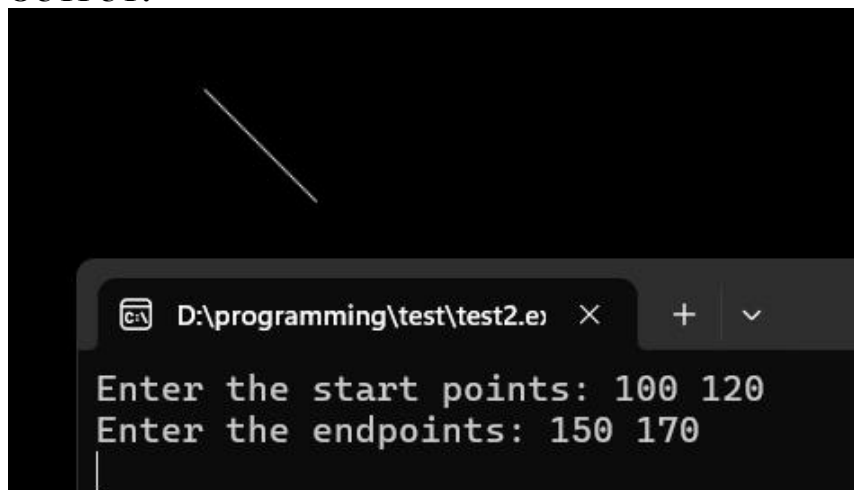 D:\programming\test\test2.e
Enter the start points: 100 120
Enter the endpoints: 150 170